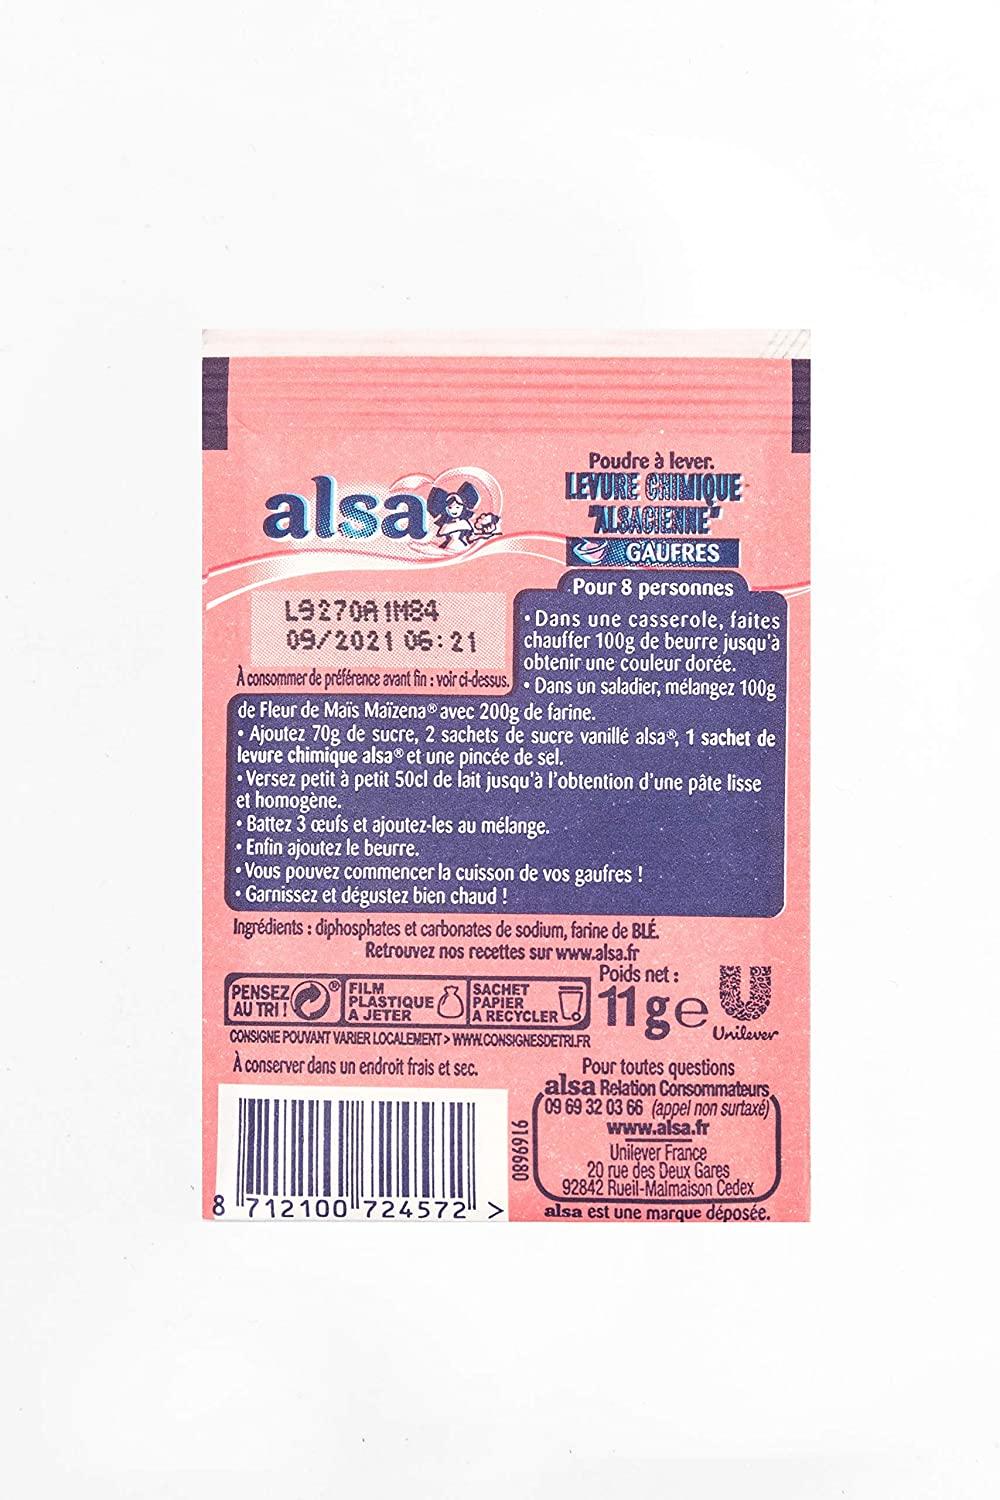 Poudre à lever.
LEVURE CHIMIQUE
"ALSACIENNE"
alsa
GAUFRES
Pour 8 personnes
L9270A 1M84
09/2021 06:21
À consommer de préférence avant fin : voir ci-dessus.
• Dans une casserole, faites
chauffer 100g de beurre jusqu'à
obtenir une couleur dorée.
• Dans un saladier, mélangez 100g
de Fleur de Maïs Maïzena® avec 200g de farine.
• Ajoutez 70g de sucre, 2 sachets de sucre vanillé alsa®, 1 sachet de
levure chimique alsa® et une pincée de sel.
• Versez petit à petit 50cl de lait jusqu'à l'obtention d'une pâte lisse
et homogène.
• Battez 3 œufs et ajoutez-les au mélange.
• Enfin ajoutez le beurre.
• Vous pouvez commencer la cuisson de vos gaufres !
• Garnissez et dégustez bien chaud !
Ingrédients : diphosphates et carbonates de sodium, farine de BLÉ.
Retrouvez nos recettes sur www.alsa.fr
PENSEZ
AU TRI !
®
FILM
PLASTIQUE
A JETER
SACHET
PAPIER
A RECYCLER
CONSIGNE POUVANT VARIER LOCALEMENT > WWW.CONSIGNESDETRI.FR
Poids net :
11g e
Unilever
À conserver dans un endroit frais et sec.
Pour toutes questions
alsa Relation Consommateurs
09 69 32 03 66 (appel non surtaxé)
www.alsa.fr
Unilever France
20 rue des Deux Gares
92842 Rueil-Malmaison Cedex
alsa est une marque déposée.
0896916
8 712100 724572 >